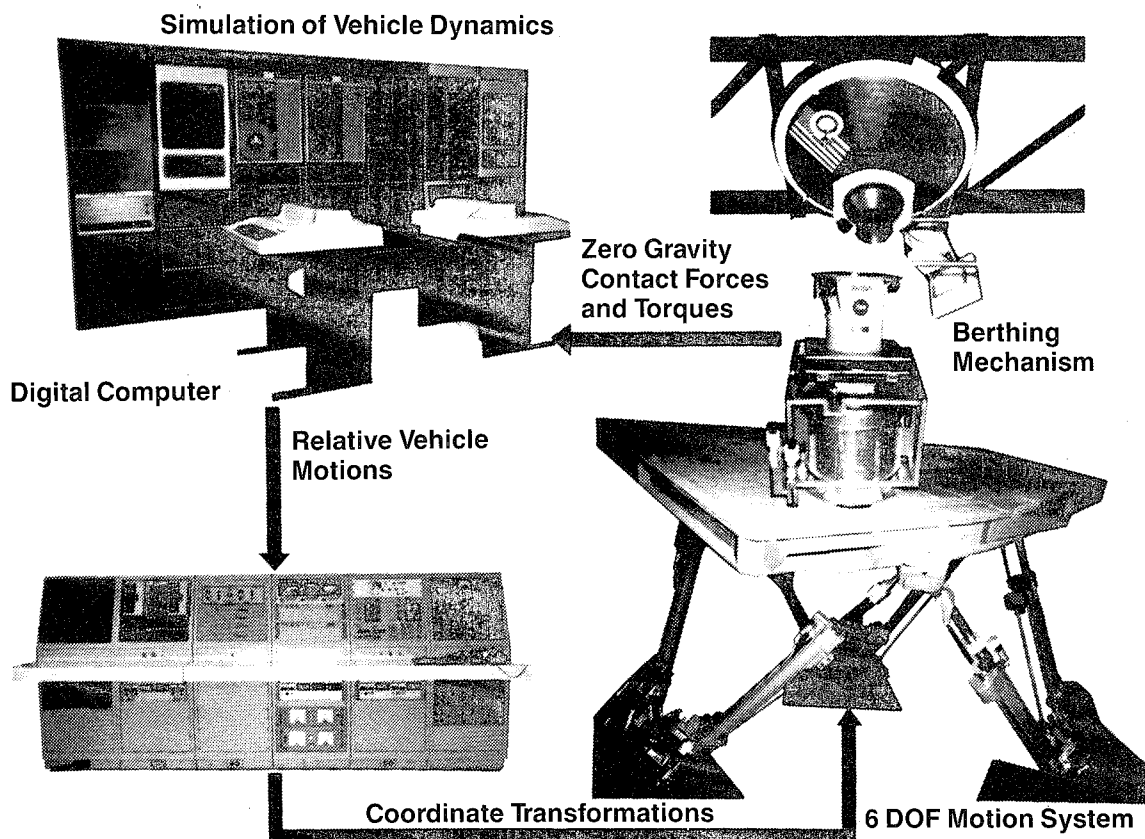 Simulation of Vehicle Dynamics
Zero Gravity
Contact Forces
and Torques
Berthing
Mechanism
Digital Computer
Relative Vehicle
Motions
Coordinate Transformations
6 DOF Motion System